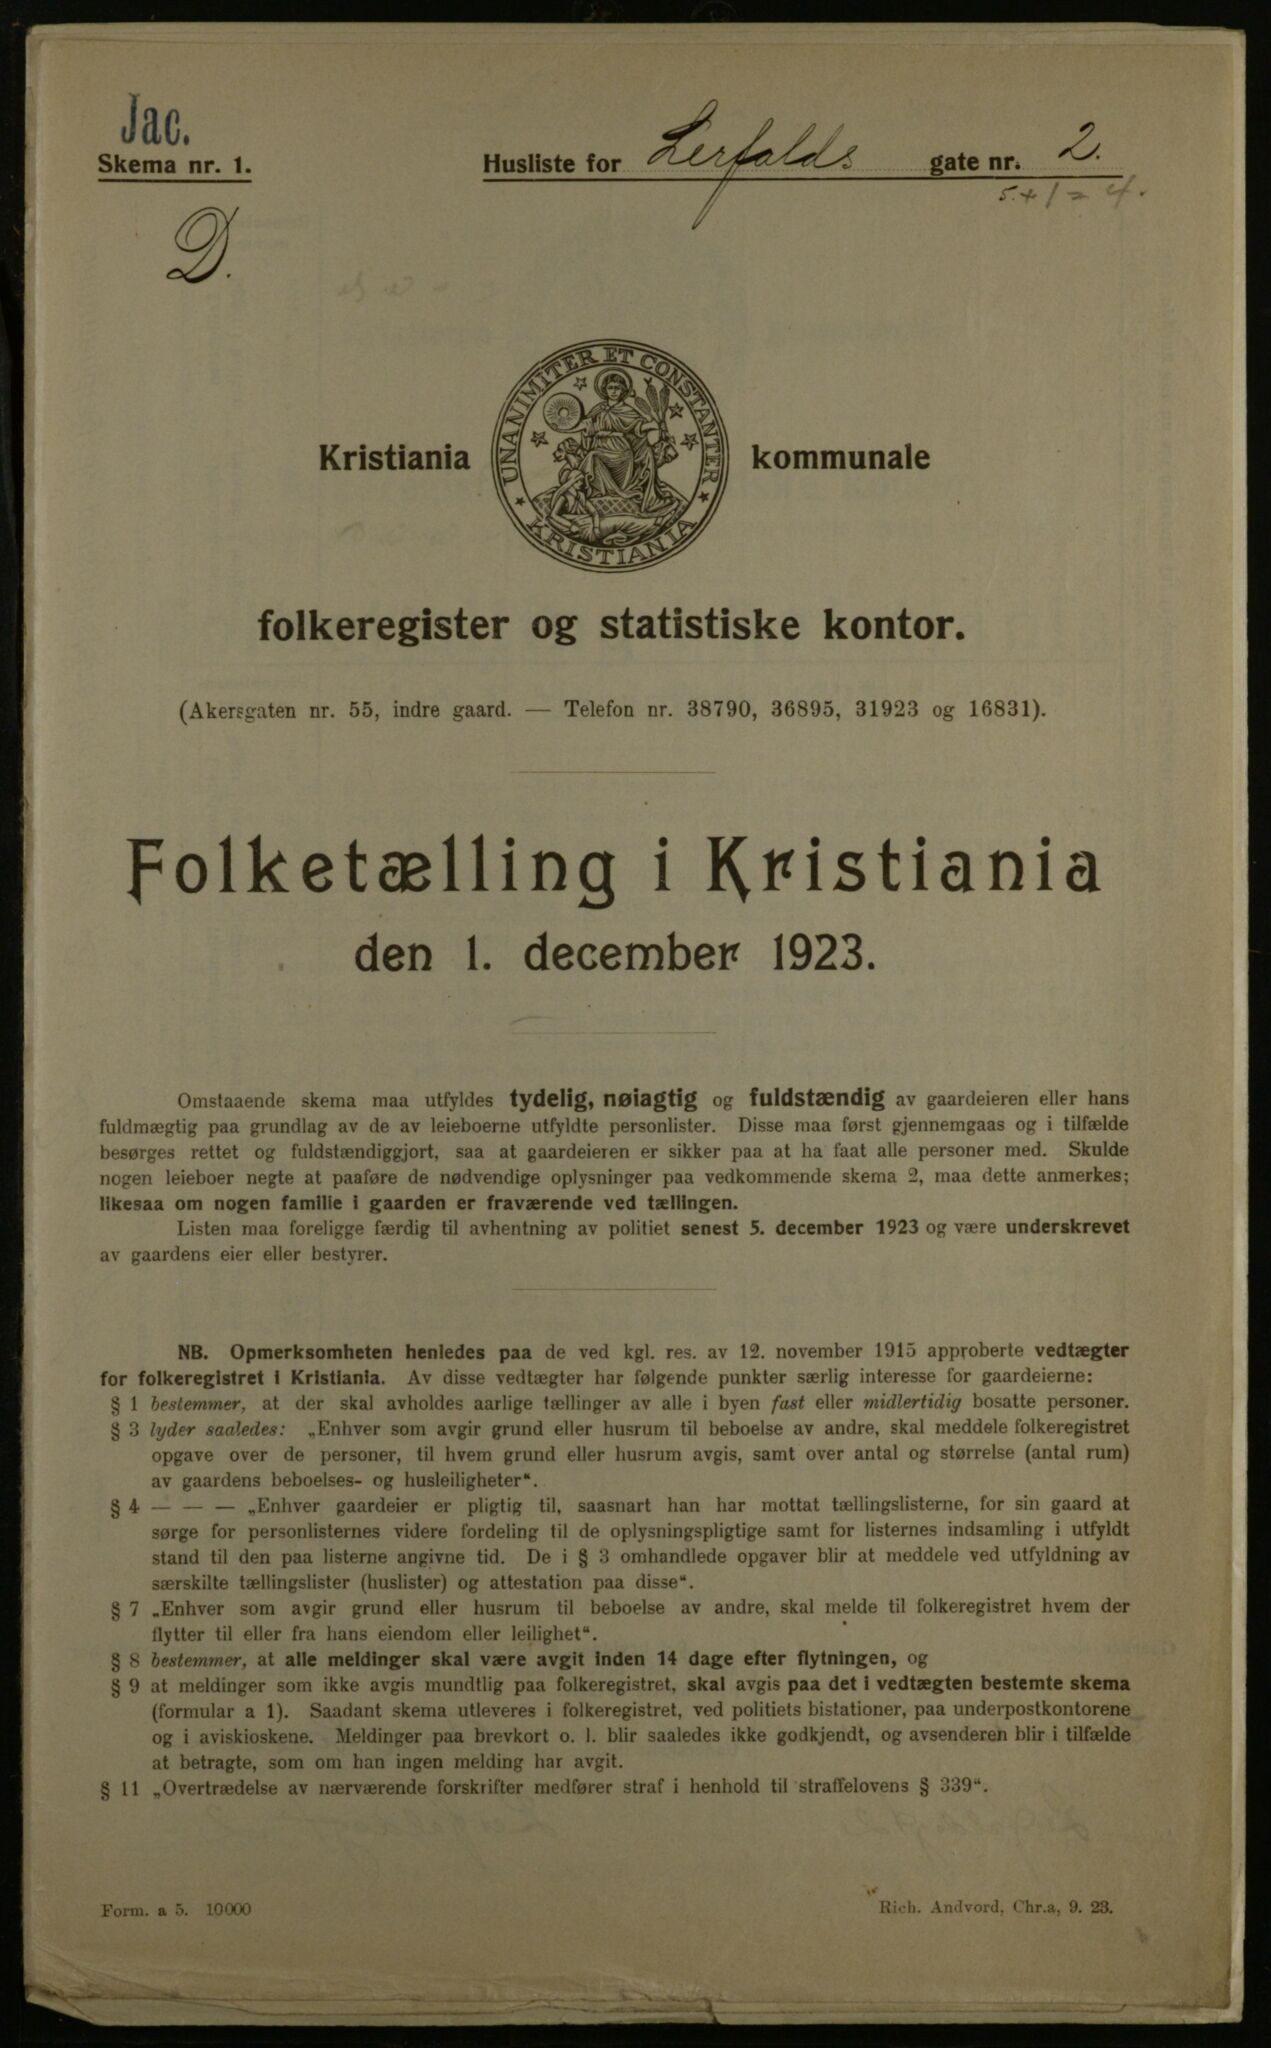 Jac.
Skema nr. 1.
Husliste for Lerfalds gate nr. 2.
5. + 1 = 4.
D.
UNANIMITER ET CONSTANTER
KRISTIANIA
Kristiania kommunale
folkeregister og statistiske kontor.
(Akersgaten nr. 55, indre gaard. — Telefon nr. 38790, 36895, 31923 og 16831).
Folketælling i Kristiania
den 1. december 1923.
Omstaaende skema maa utfyldes tydelig, nøiagtig og fuldstændig av gaardeieren eller hans
fuldmægtig paa grundlag av de av leieboerne utfyldte personlister. Disse maa først gjennemgaas og i tilfælde
besørges rettet og fuldstændiggjort, saa at gaardeieren er sikker paa at ha faat alle personer med. Skulde
nogen leieboer negte at paaføre de nødvendige oplysninger paa vedkommende skema 2, maa dette anmerkes;
likesaa om nogen familie i gaarden er fraværende ved tællingen.
Listen maa foreligge færdig til avhentning av politiet senest 5. december 1923 og være underskrevet
av gaardens eier eller bestyrer.
NB. Opmerksomheten henledes paa de ved kgl. res. av 12. november 1915 approberte vedtægter
for folkeregistret i Kristiania. Av disse vedtægter har følgende punkter særlig interesse for gaardeierne:
§ 1 bestemmer, at der skal avholdes aarlige tællinger av alle i byen fast eller midlertidig bosatte personer.
§ 3 lyder saaledes: „Enhver som avgir grund eller husrum til beboelse av andre, skal meddele folkeregistret
opgave over de personer, til hvem grund eller husrum avgis, samt over antal og størrelse (antal rum)
av gaardens beboelses- og husleiligheter“.
§ 4 — — — „Enhver gaardeier er pligtig til, saasnart han har mottat tællingslisterne, for sin gaard at
sørge for personlisternes videre fordeling til de oplysningspligtige samt for listernes indsamling i utfyldt
stand til den paa listerne angivne tid. De i § 3 omhandlede opgaver blir at meddele ved utfyldning av
særskilte tællingslister (huslister) og attestation paa disse“.
§ 7 „Enhver som avgir grund eller husrum til beboelse av andre, skal melde til folkeregistret hvem der
flytter til eller fra hans eiendom eller leilighet“.
§ 8 bestemmer, at alle meldinger skal være avgit inden 14 dage efter flytningen, og
§ 9 at meldinger som ikke avgis mundtlig paa folkeregistret, skal avgis paa det i vedtægten bestemte skema
(formular a 1). Saadant skema utleveres i folkeregistret, ved politiets bistationer, paa underpostkontorene
og i aviskioskene. Meldinger paa brevkort o. l. blir saaledes ikke godkjendt, og avsenderen blir i tilfælde
at betragte, som om han ingen melding har avgit.
§ 11 „Overtrædelse av nærværende forskrifter medfører straf i henhold til straffelovens § 339“.
Form. a 5. 10000
Rich. Andvord, Chr.a, 9. 23.